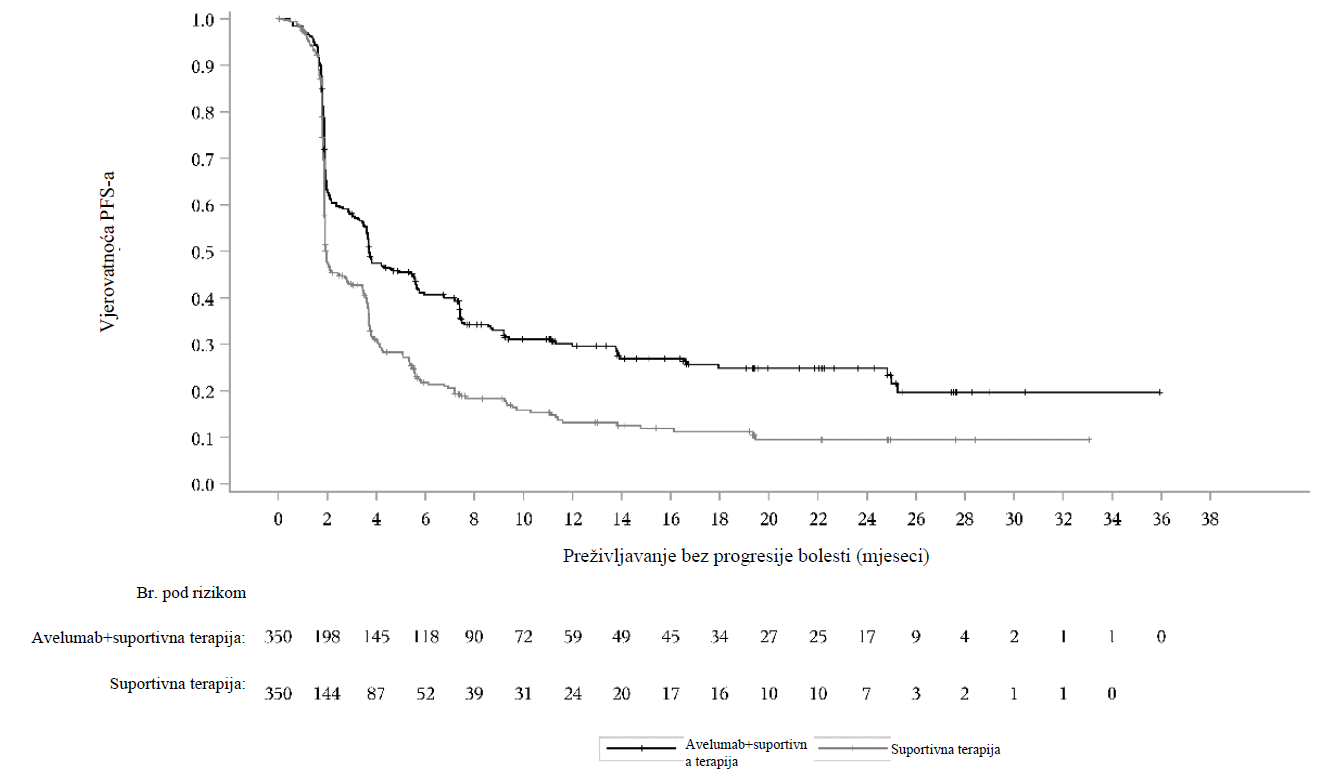 1.0
0.9
0.8
0.7
0.6
0.5
0.4
0.3
0.2
0.1
0.0
Vjerovatnoća PFS-a
0 2 4 6 8 10 12 14 16 18 20 22 24 26 28 30 32 34 36 38
Preživljavanje bez progresije bolesti (mjeseci)
Br. pod rizikom
Avelumab+suportivna terapija: 350 198 145 118 90 72 59 49 45 34 27 25 17 9 4 2 1 1 0
Suportivna terapija: 350 144 87 52 39 31 24 20 17 16 10 10 7 3 2 1 1 0
Avelumab+suportivn
a terapija
Suportivna terapija